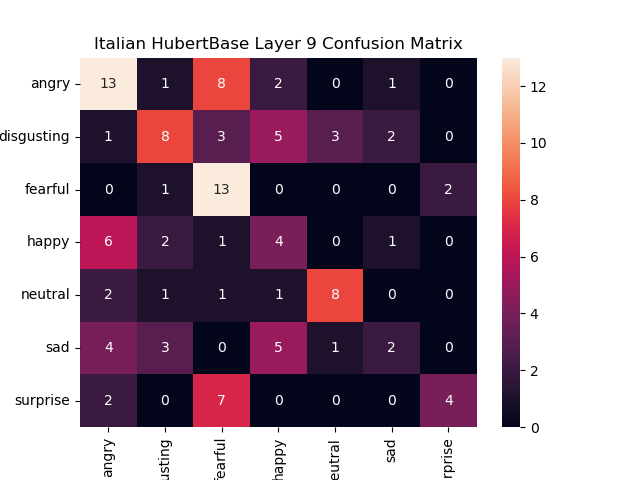 Italian HubertBase Layer 9 Confusion Matrix
angry 13 1 8 2 0 1 0
disgusting 1 8 3 5 3 2 0
fearful 0 1 13 0 0 0 2
happy 6 2 1 4 0 1 0
neutral 2 1 1 1 8 0 0
sad 4 3 0 5 1 2 0
surprise 2 0 7 0 0 0 4
angry usting fearful happy eutral sad rprise
12
10
8
6
4
2
0